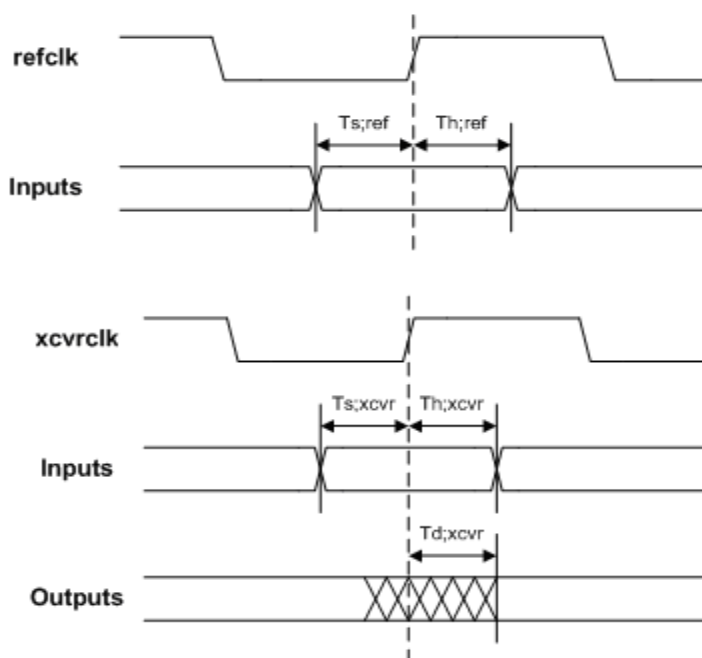 refclk
Ts;ref Th;ref
Inputs
xcvrclk
Ts;xcvr Th;xcvr
Inputs
Td;xcvr
Outputs